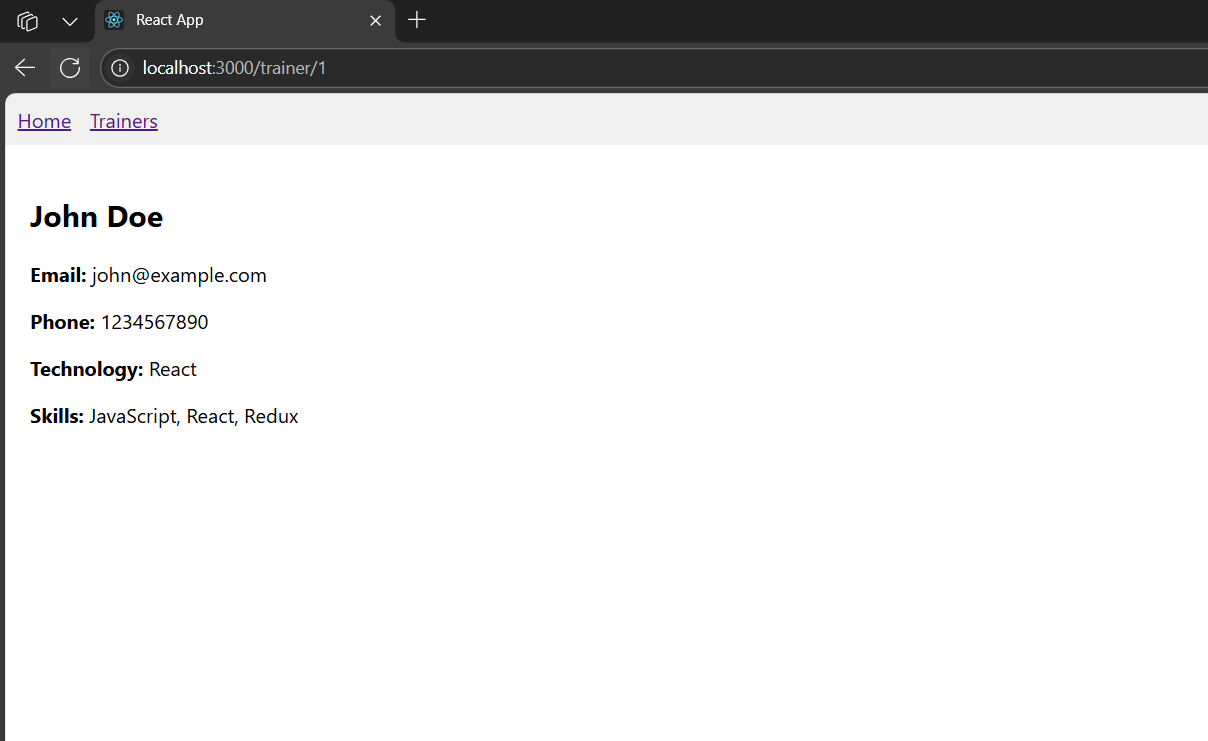 React App
localhost:3000/trainer/1
Home Trainers
John Doe
Email: john@example.com
Phone: 1234567890
Technology: React
Skills: JavaScript, React, Redux